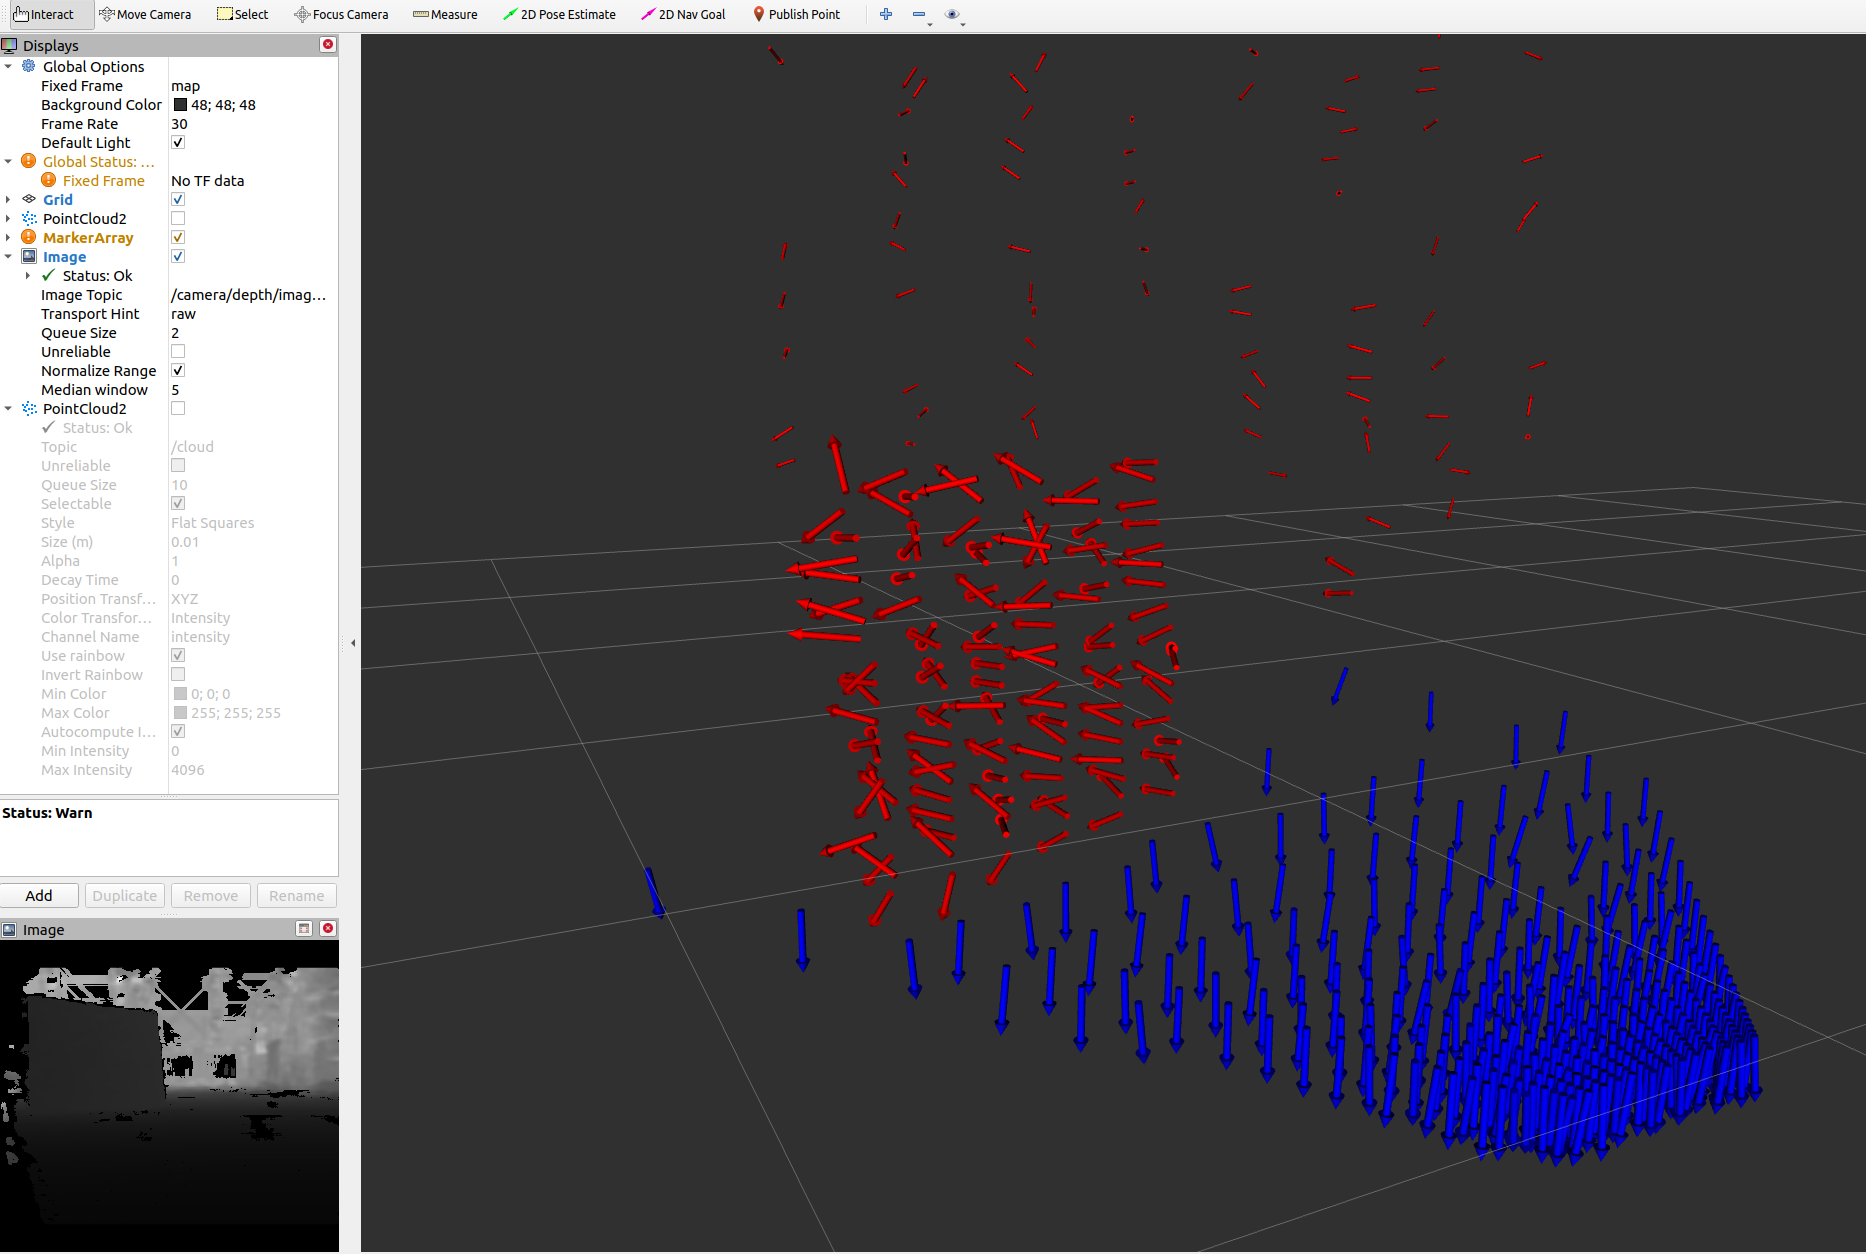 Interact Move Camera Select Focus Camera Measure 2D Pose Estimate 2D Nav Goal Publish Point
Displays
Global Options
Fixed Frame map
Background Color 48; 48; 48
Frame Rate 30
Default Light
Global Status: ...
Fixed Frame No TF data
Grid
PointCloud2
MarkerArray
Image
Status: Ok
Image Topic /camera/depth/imag...
Transport Hint raw
Queue Size 2
Unreliable
Normalize Range
Median window 5
PointCloud2
Status: Ok
Topic /cloud
Unreliable
Queue Size 10
Selectable
Style Flat Squares
Size (m) 0.01
Alpha 1
Decay Time 0
Position Transf... XYZ
Color Transfor... Intensity
Channel Name intensity
Use rainbow
Invert Rainbow
Min Color 0; 0; 0
Max Color 255; 255; 255
Autocompute I...
Min Intensity 0
Max Intensity 4096
Status: Warn
Add Duplicate Remove Rename
Image